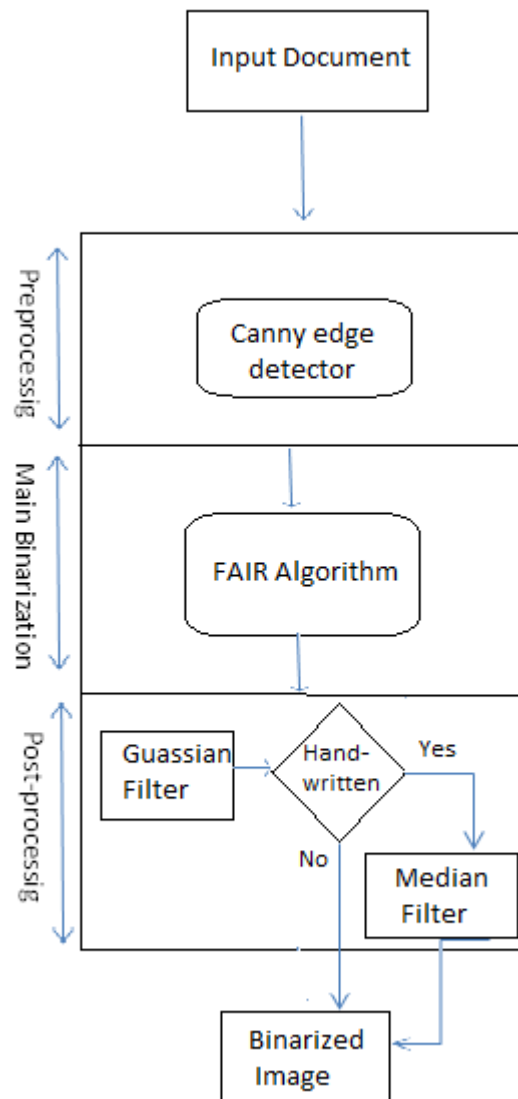 Input Document
Preprocessig
Canny edge
detector
Main Binarization
FAIR Algorithm
Post-processig
Guassian
Filter
Hand-
written
Yes
No
Median
Filter
Binarized
Image